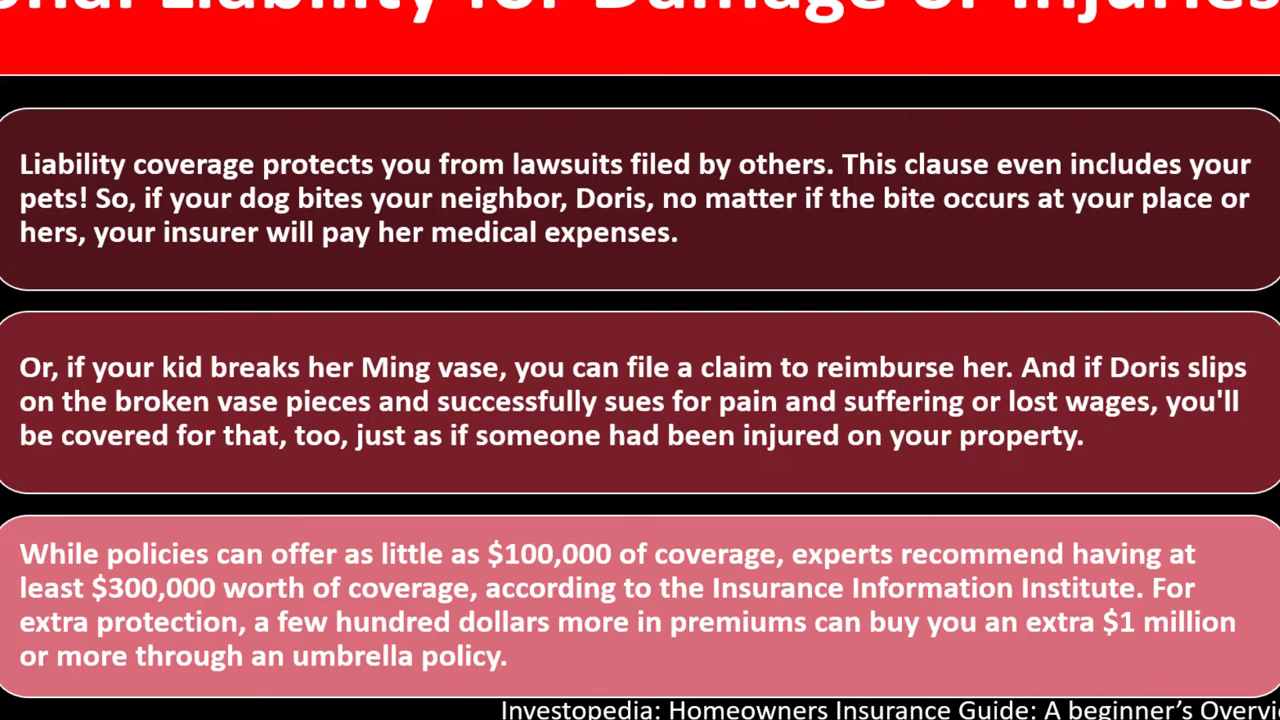 Liability for Damage or Injuries
Liability coverage protects you from lawsuits filed by others. This clause even includes your
pets! So, if your dog bites your neighbor, Doris, no matter if the bite occurs at your place or
hers, your insurer will pay her medical expenses.
Or, if your kid breaks her Ming vase, you can file a claim to reimburse her. And if Doris slips
on the broken vase pieces and successfully sues for pain and suffering or lost wages, you'll
be covered for that, too, just as if someone had been injured on your property.
While policies can offer as little as $100,000 of coverage, experts recommend having at
least $300,000 worth of coverage, according to the Insurance Information Institute. For
extra protection, a few hundred dollars more in premiums can buy you an extra $1 million
or more through an umbrella policy.
Investopedia: Homeowners Insurance Guide: A beginner’s